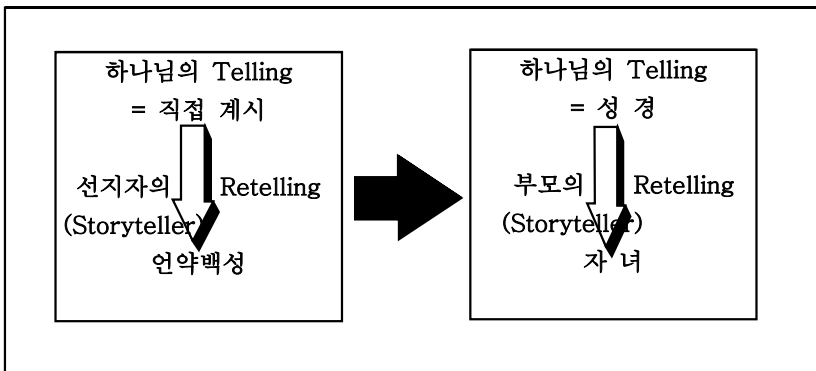 하나님의 Telling
= 직접 계시
선지자의 Retelling
(Storyteller)
언약백성
하나님의 Telling
= 성 경
부모의 Retelling
(Storyteller)
자 녀